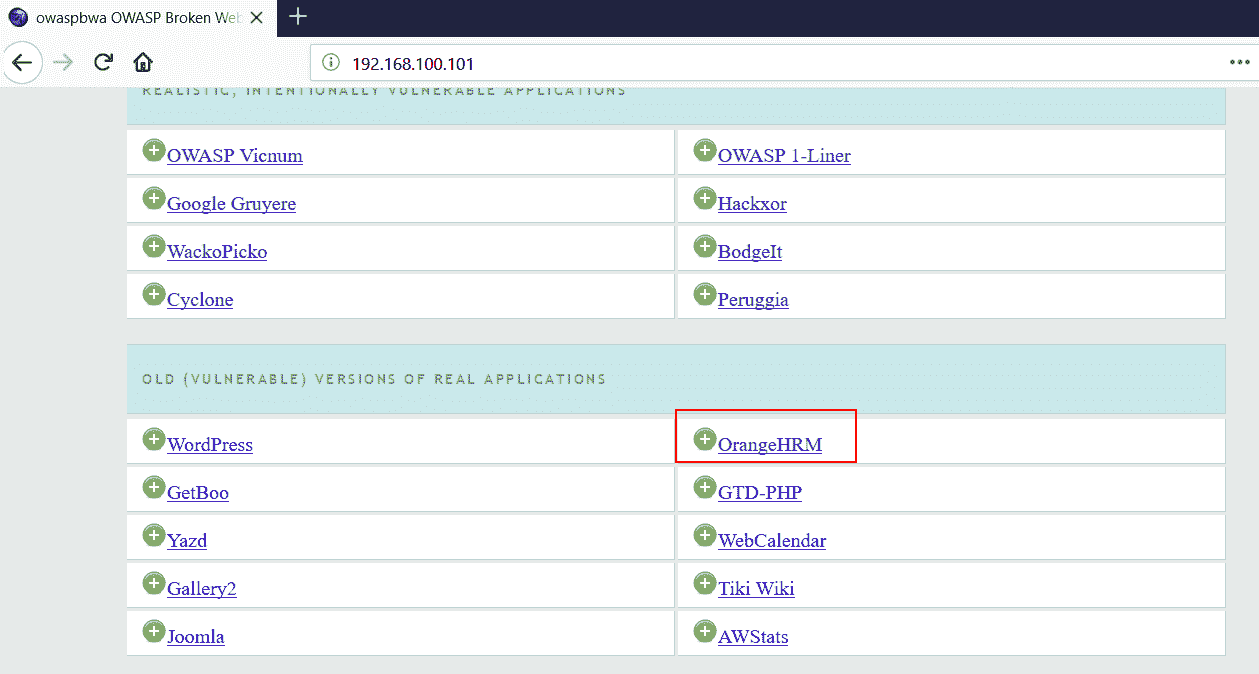 owaspbwa OWASP Broken Web
192.168.100.101
REALISTIC, INTENTIONALLY VULNERABLE APPLICATIONS
OWASP Vicnum OWASP 1-Liner
Google Gruyere Hackxor
WackoPicko BodgeIt
Cyclone Peruggia
OLD (VULNERABLE) VERSIONS OF REAL APPLICATIONS
WordPress OrangeHRM
GetBoo GTD-PHP
Yazd WebCalendar
Gallery2 Tiki Wiki
Joomla AWStats